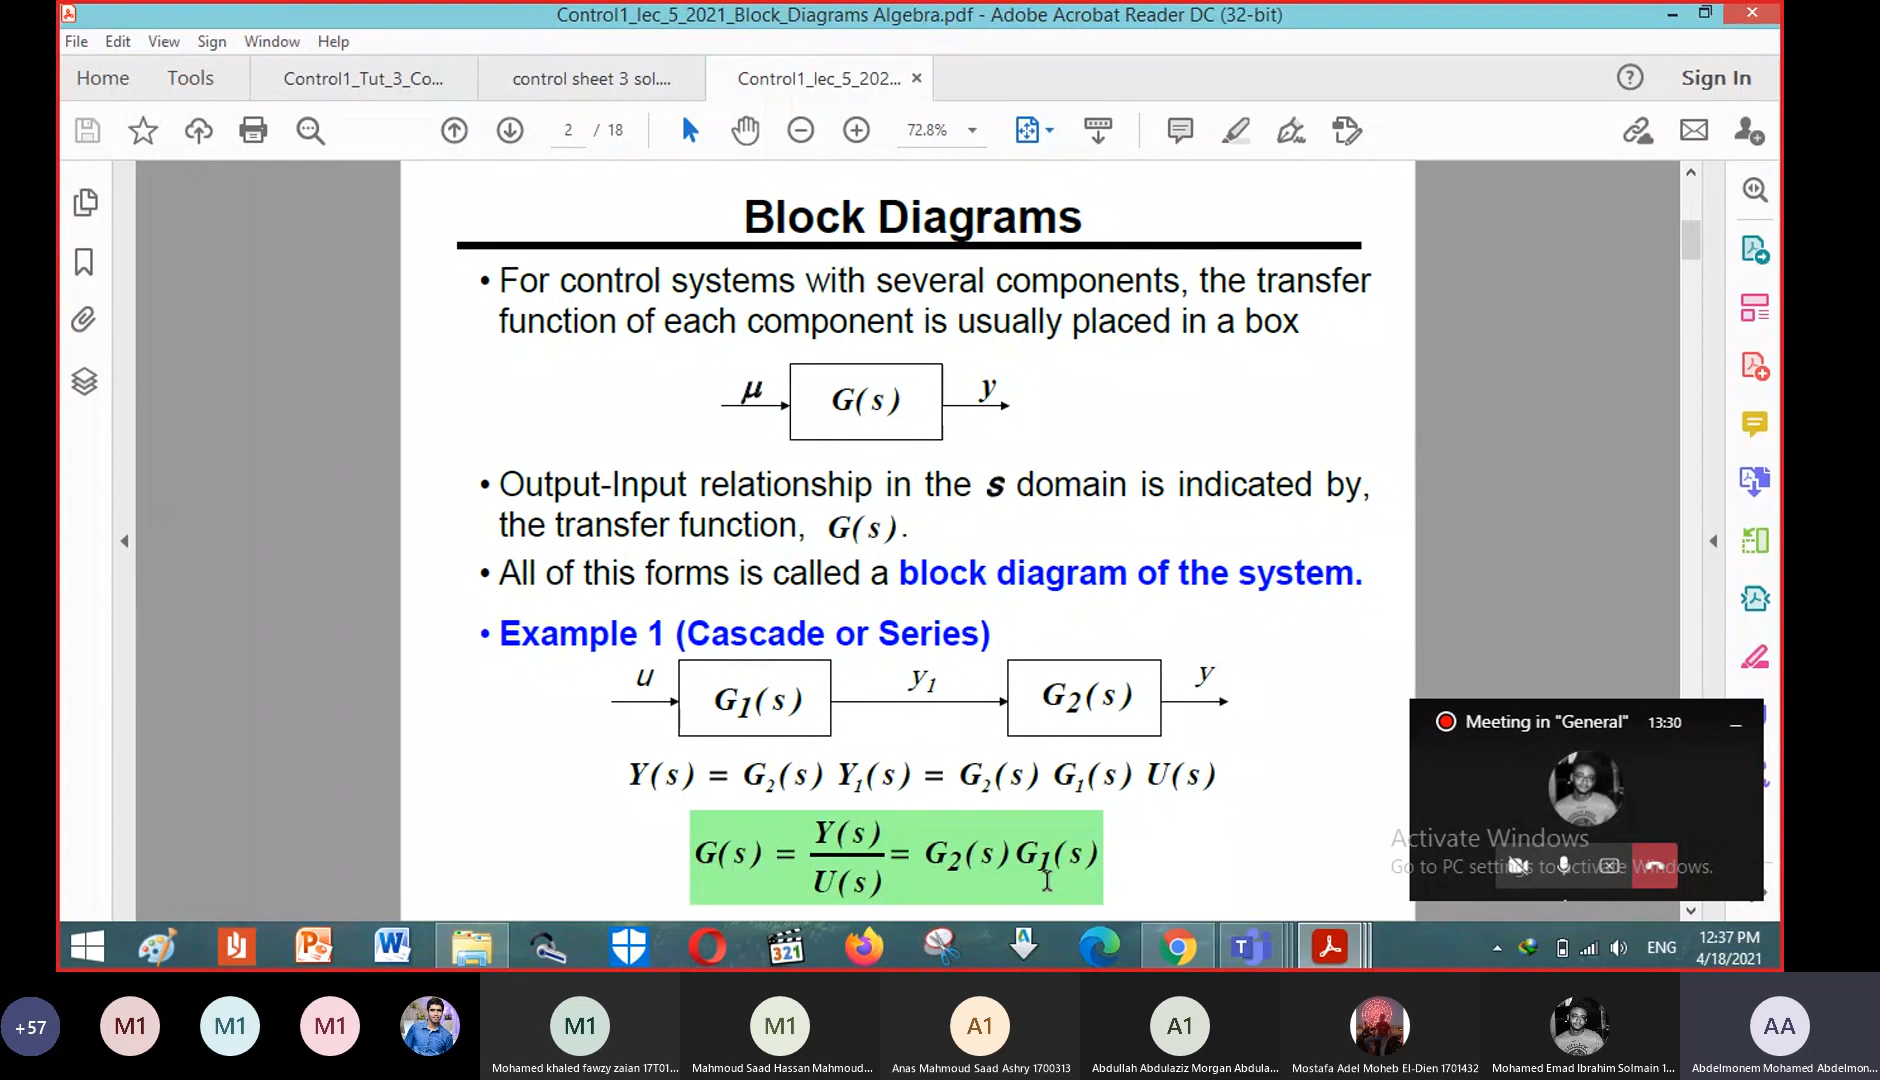 Control1_lec_5_2021_Block_Diagrams Algebra.pdf - Adobe Acrobat Reader DC (32-bit)
File Edit View Sign Window Help
Home Tools Control1_Tut_3_Co... control sheet 3 sol.... Control1_lec_5_202... × Sign In
2 / 18 72.8%
Block Diagrams
• For control systems with several components, the transfer
function of each component is usually placed in a box
μ G(s) y
• Output-Input relationship in the s domain is indicated by,
the transfer function, G(s).
• All of this forms is called a block diagram of the system.
• Example 1 (Cascade or Series)
u G₁(s) y₁ G₂(s) y
Y(s) = G₂(s) Y₁(s) = G₂(s) G₁(s) U(s)
G(s) = Y(s)/U(s) = G₂(s)G₁(s)
Meeting in "General" 13:30
Activate Windows
Go to PC settings to activate Windows.
321
ENG
12:37 PM
4/18/2021
+57 M1 M1 M1 M1 M1 A1 A1 AA
Mohamed khaled fawzy zaian 17T01... Mahmoud Saad Hassan Mahmoud... Anas Mahmoud Saad Ashry 1700313 Abdullah Abdulaziz Morgan Abdula... Mostafa Adel Moheb El-Dien 1701432 Mohamed Emad Ibrahim Solmain 1... Abdelmonem Mohamed Abdelmon...